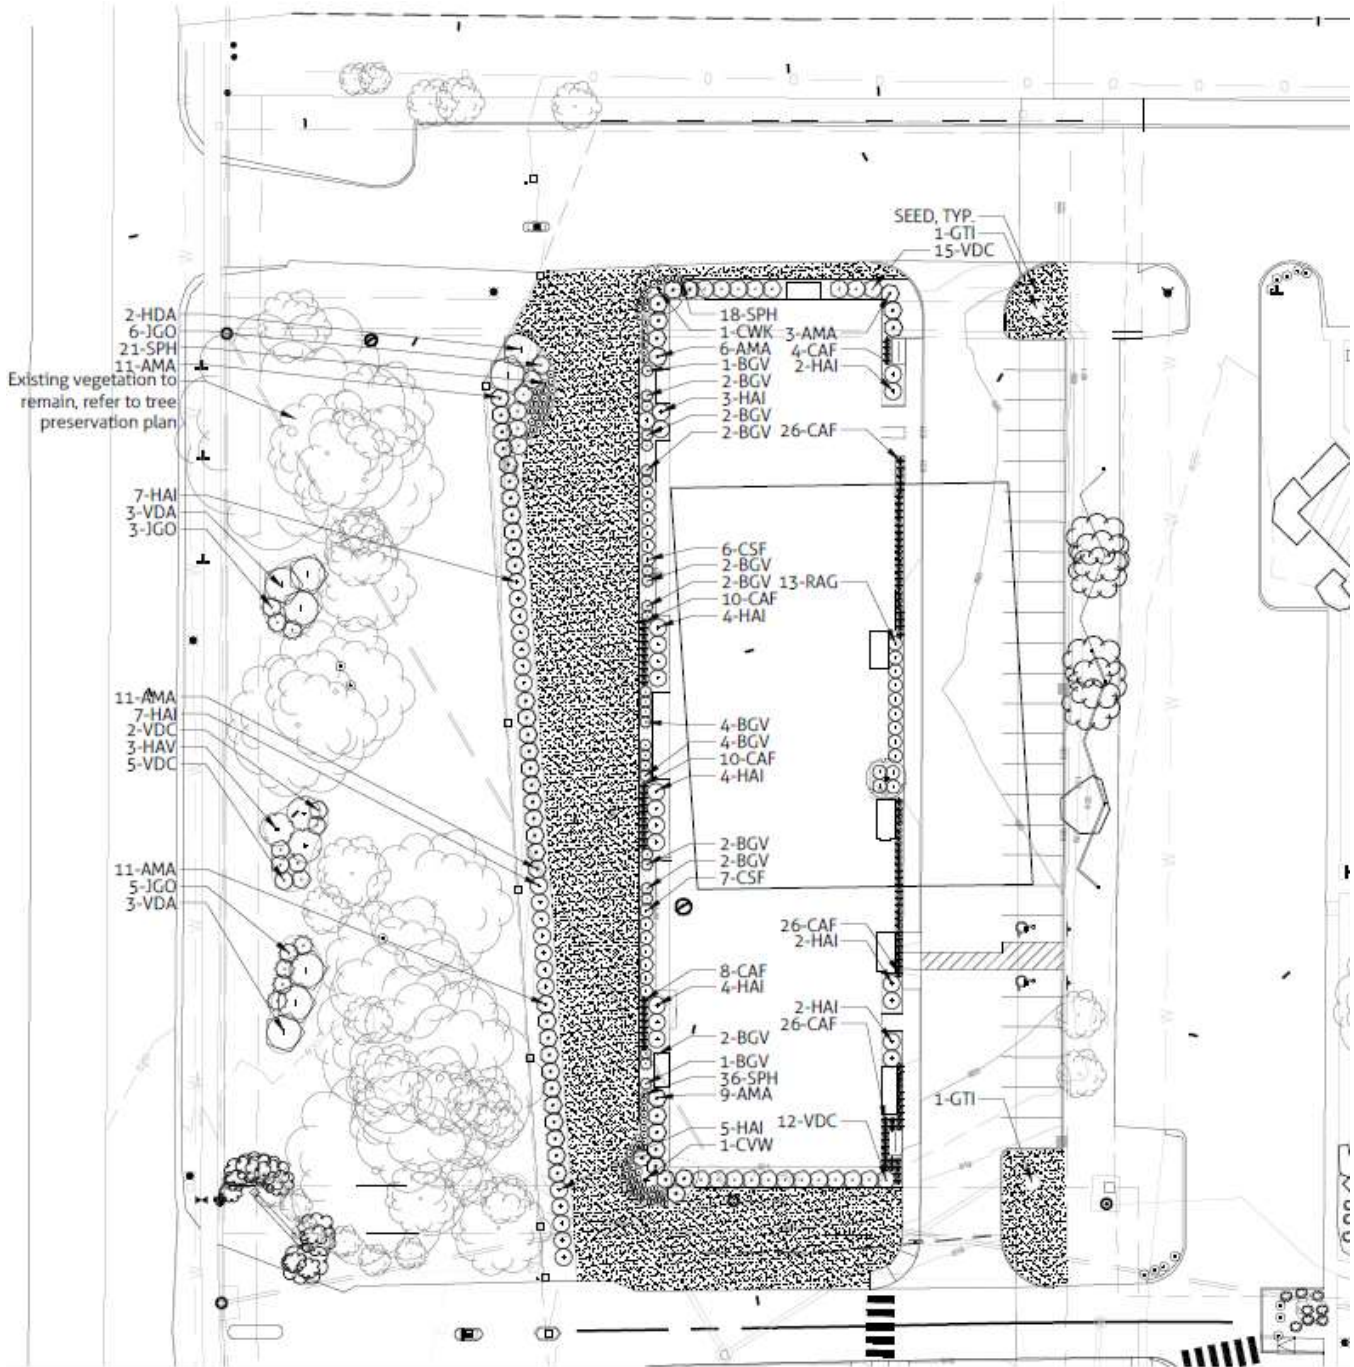 SEED, TYP.
1-GTI
15-VDC
2-HDA
6-JGO
21-SPH
11-AMA
Existing vegetation to
remain, refer to tree
preservation plan
7-HAI
3-VDA
3-JGO
11-AMA
7-HAI
2-VDC
3-HAV
5-VDC
11-AMA
5-JGO
3-VDA
18-SPH
1-CWK
6-AMA
1-BGV
2-BGV
3-HAI
2-BGV
2-BGV
3-AMA
4-CAF
2-HAI
26-CAF
6-CSF
2-BGV
2-BGV
10-CAF
4-HAI
13-RAG
4-BGV
4-BGV
10-CAF
4-HAI
2-BGV
2-BGV
7-CSF
26-CAF
2-HAI
8-CAF
4-HAI
2-HAI
26-CAF
2-BGV
1-BGV
36-SPH
9-AMA
5-HAI
1-CVW
12-VDC
1-GTI